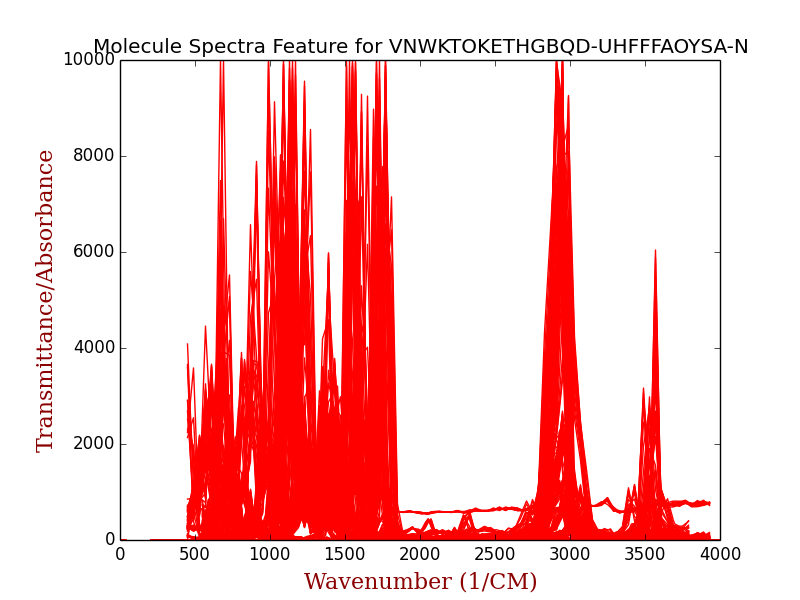 Molecule Spectra Feature for VNWKTOKETHGBQD-UHFFFAOYSA-N
10000
8000
6000
4000
2000
0
Transmittance/Absorbance
0 500 1000 1500 2000 2500 3000 3500 4000
Wavenumber (1/CM)